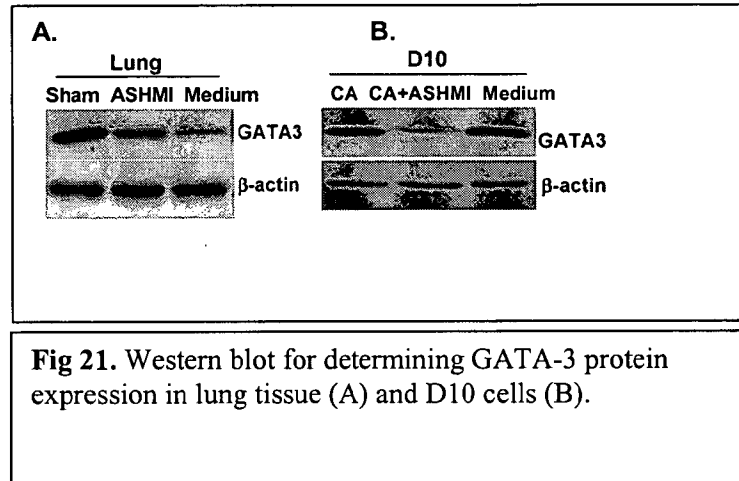 A.
Lung
Sham ASHMI Medium
GATA3
β-actin
B.
D10
CA CA+ASHMI Medium
GATA3
β-actin
Fig 21. Western blot for determining GATA-3 protein
expression in lung tissue (A) and D10 cells (B).